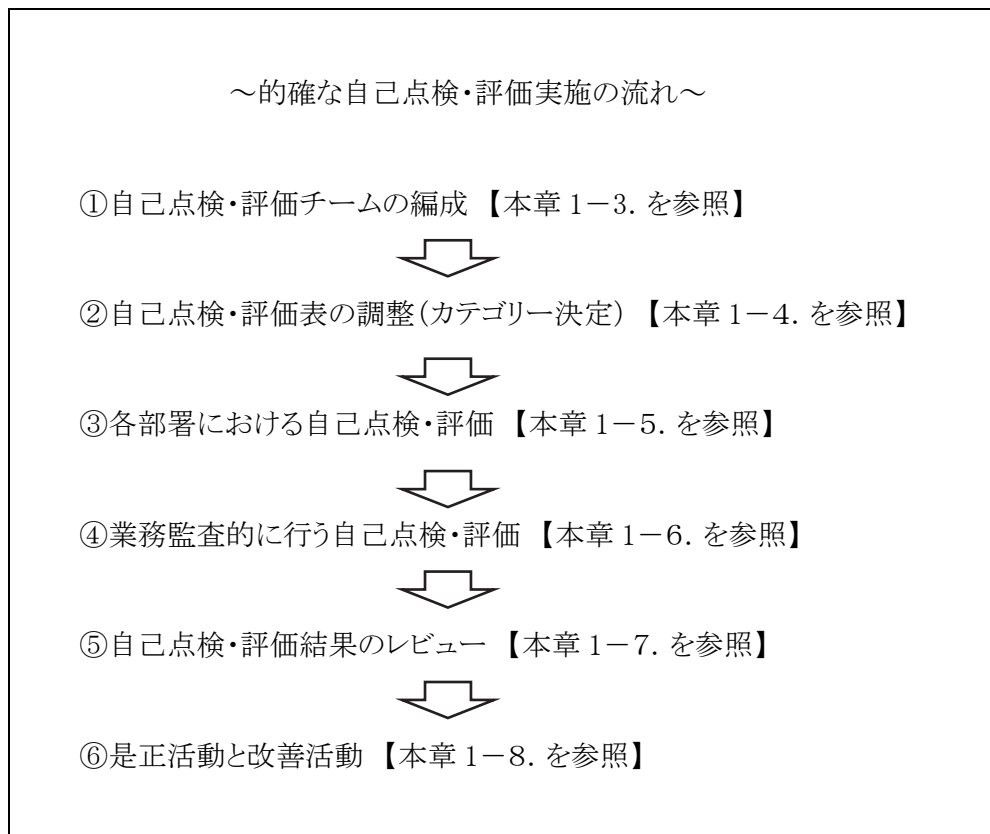 ～的確な自己点検・評価実施の流れ～
①自己点検・評価チームの編成 【本章 1－3. を参照】
②自己点検・評価表の調整(カテゴリー決定) 【本章 1－4. を参照】
③各部署における自己点検・評価 【本章 1－5. を参照】
④業務監査的に行う自己点検・評価 【本章 1－6. を参照】
⑤自己点検・評価結果のレビュー 【本章 1－7. を参照】
⑥是正活動と改善活動 【本章 1－8. を参照】